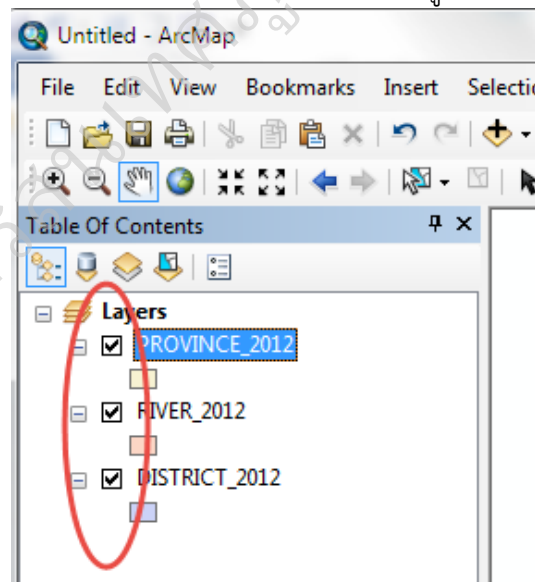 Untitled - ArcMap
File Edit View Bookmarks Insert Selectio
Table Of Contents
Layers
PROVINCE_2012
RIVER_2012
DISTRICT_2012